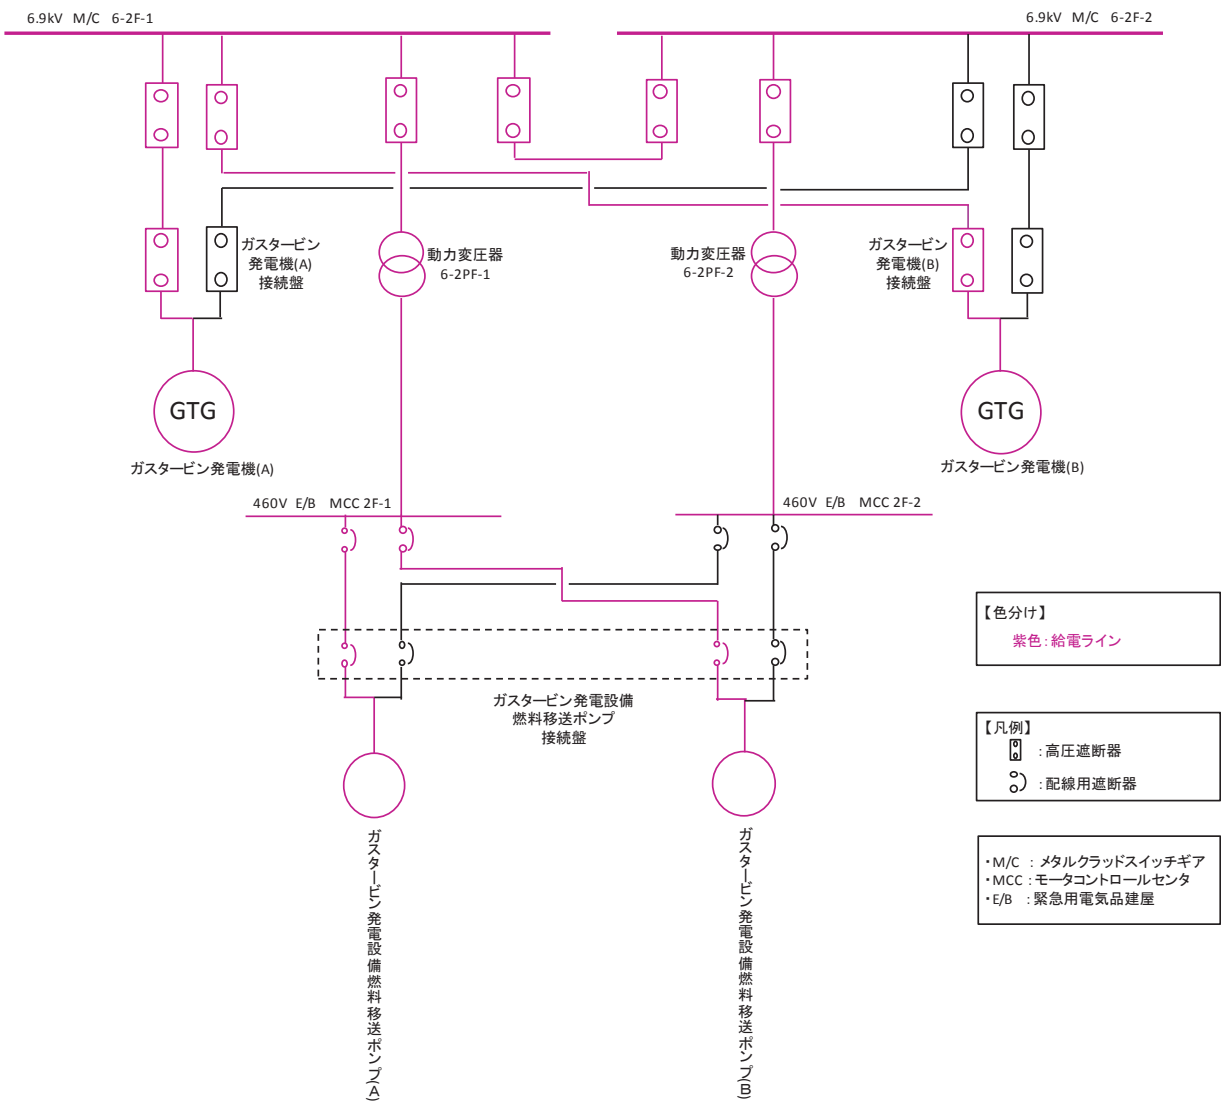 6.9kV M/C 6-2F-1
6.9kV M/C 6-2F-2
ガスタービン
発電機(A)
接続盤
動力変圧器
6-2PF-1
動力変圧器
6-2PF-2
ガスタービン
発電機(B)
接続盤
GTG
GTG
ガスタービン発電機(A)
ガスタービン発電機(B)
460V E/B MCC 2F-1
460V E/B MCC 2F-2
ガスタービン発電設備
燃料移送ポンプ
接続盤
ガスタービン発電設備燃料移送ポンプ(A)
ガスタービン発電設備燃料移送ポンプ(B)
【色分け】
紫色:給電ライン
【凡例】
:高圧遮断器
:配線用遮断器
・M/C :メタルクラッドスイッチギア
・MCC:モータコントロールセンタ
・E/B :緊急用電気品建屋